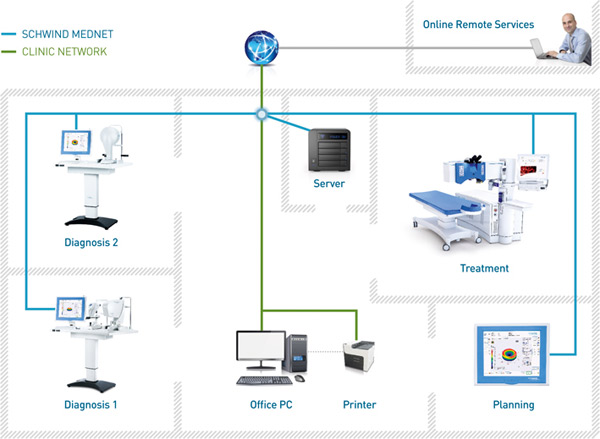 Online Remote Services
SCHWIND MEDNET
CLINIC NETWORK
Server
Diagnosis 2
Treatment
Diagnosis 1
Office PC
Printer
Planning